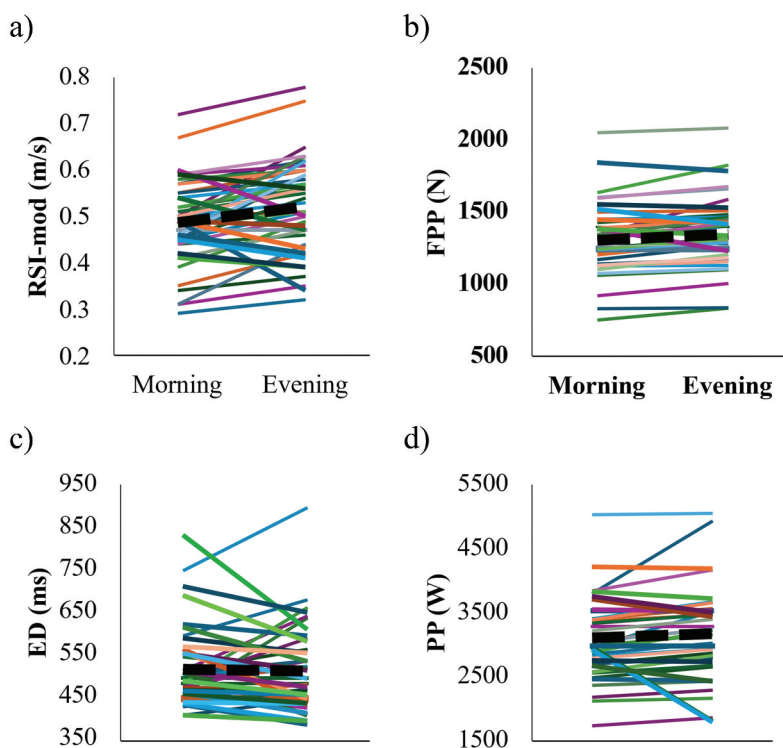 a)
RSI-mod (m/s)
0.8
0.7
0.6
0.5
0.4
0.3
0.2
Morning Evening
b)
FPP (N)
2500
2000
1500
1000
500
Morning Evening
c)
ED (ms)
950
850
750
650
550
450
350
d)
PP (W)
5500
4500
3500
2500
1500